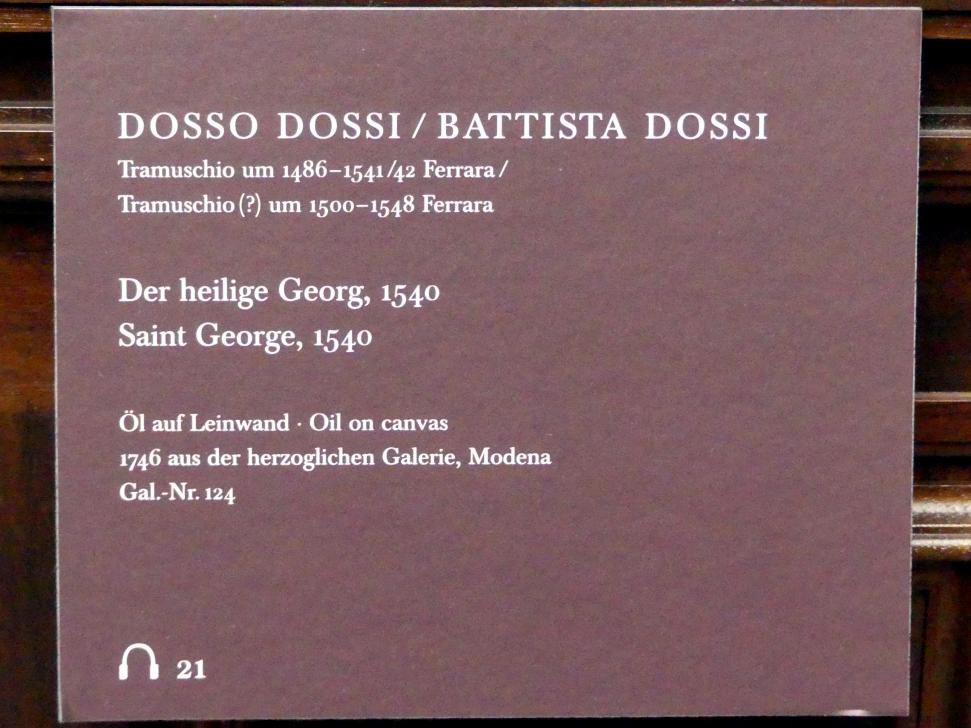 DOSSO DOSSI / BATTISTA DOSSI
Tramuschio um 1486–1541/42 Ferrara /
Tramuschio (?) um 1500–1548 Ferrara
Der heilige Georg, 1540
Saint George, 1540
Öl auf Leinwand · Oil on canvas
1746 aus der herzoglichen Galerie, Modena
Gal.-Nr. 124
21